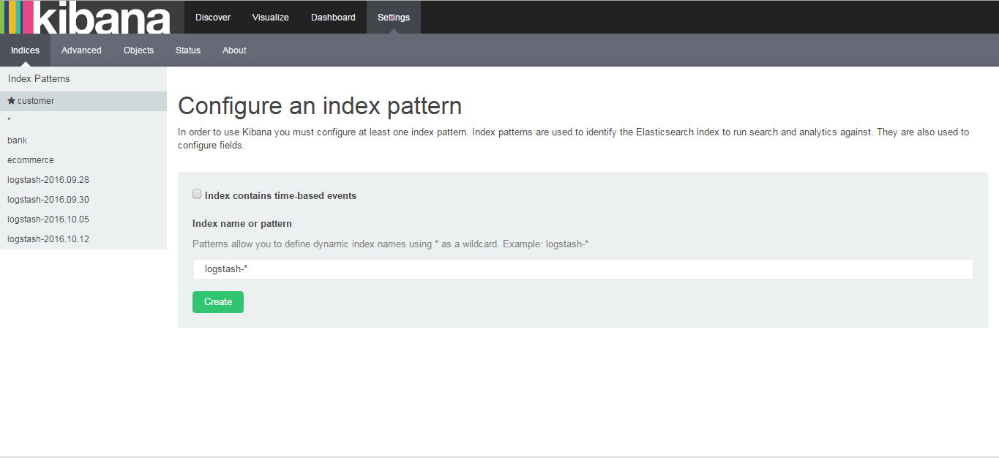 kibana
Discover
Visualize
Dashboard
Settings
Indices
Advanced
Objects
Status
About
Index Patterns
customer
*
bank
ecommerce
logstash-2016.09.28
logstash-2016.09.30
logstash-2016.10.05
logstash-2016.10.12
Configure an index pattern
In order to use Kibana you must configure at least one index pattern. Index patterns are used to identify the Elasticsearch index to run search and analytics against. They are also used to
configure fields.
Index contains time-based events
Index name or pattern
Patterns allow you to define dynamic index names using * as a wildcard. Example: logstash-*
logstash-*
Create